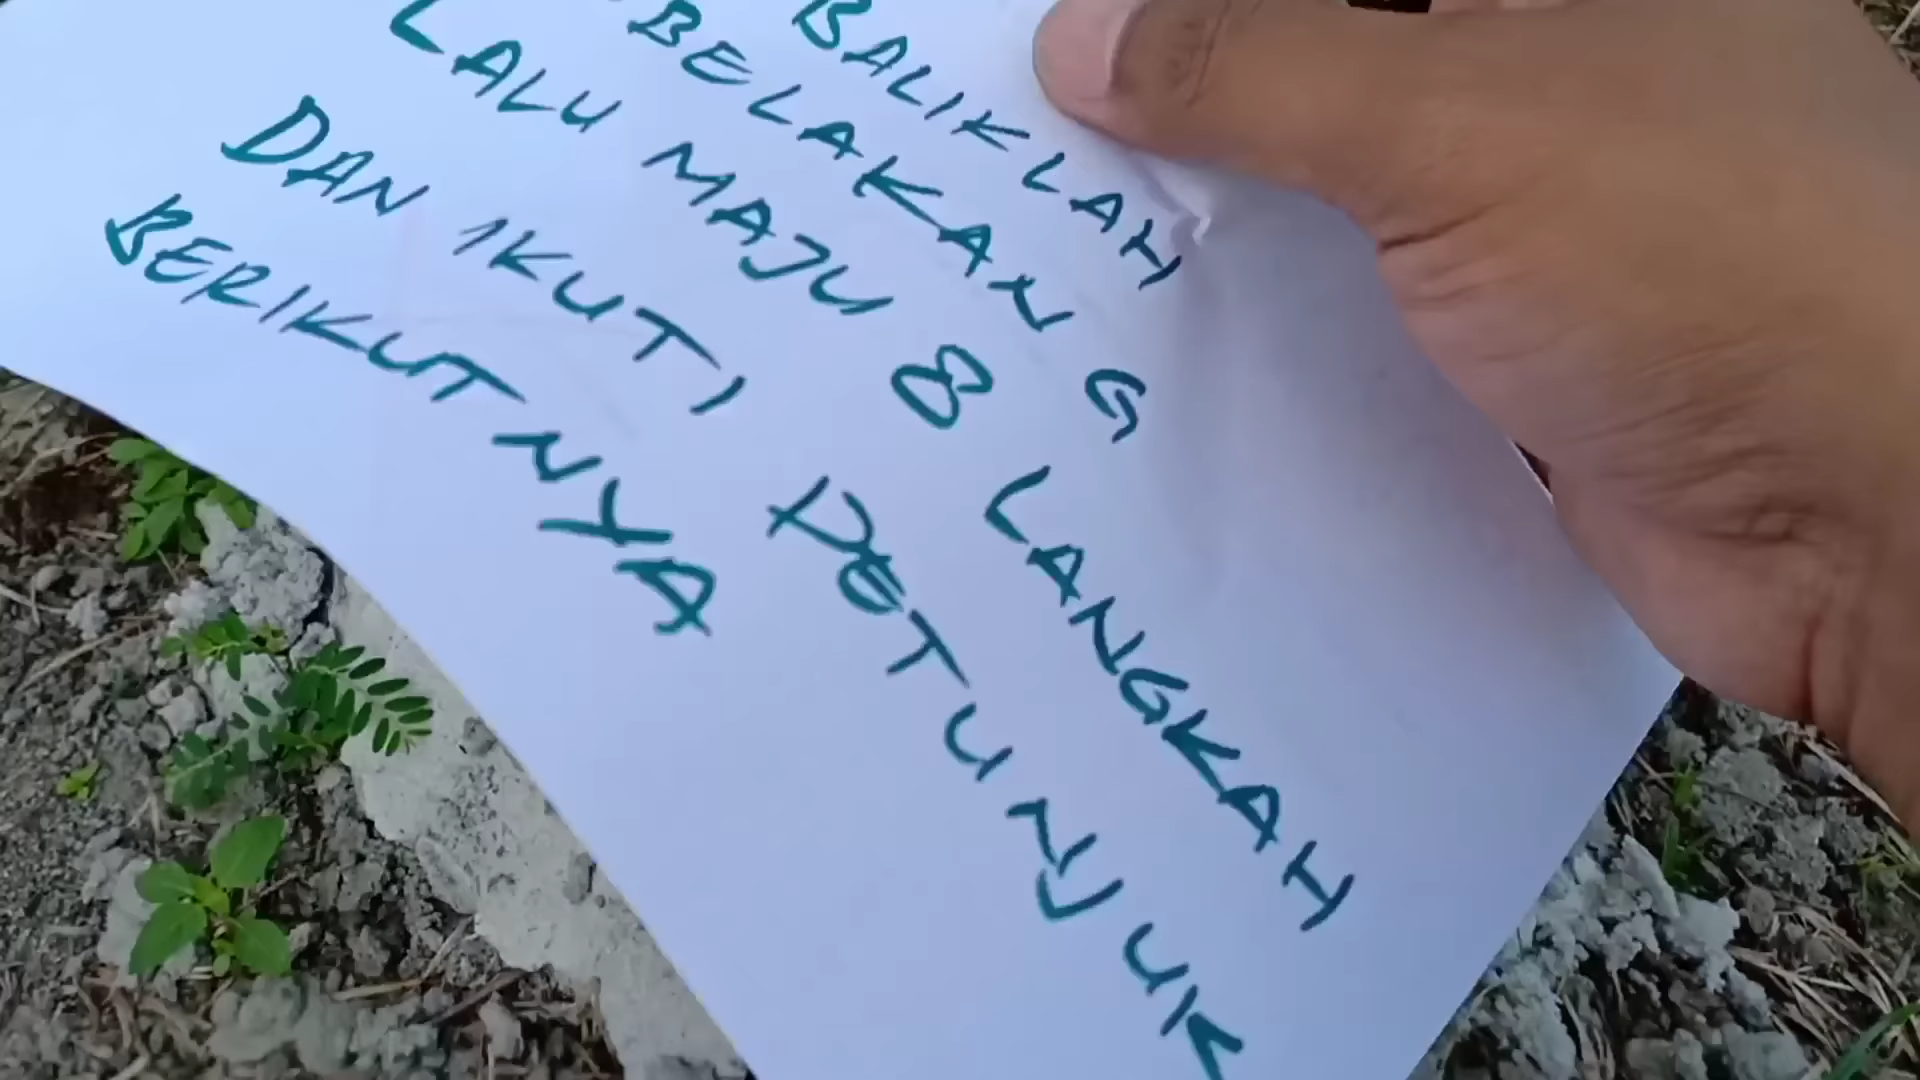 BALIKLAH
BELAKANG
LALU MAJU 8 LANGKAH
DAN IKUTI PETUNJUK
BERIKUTNYA